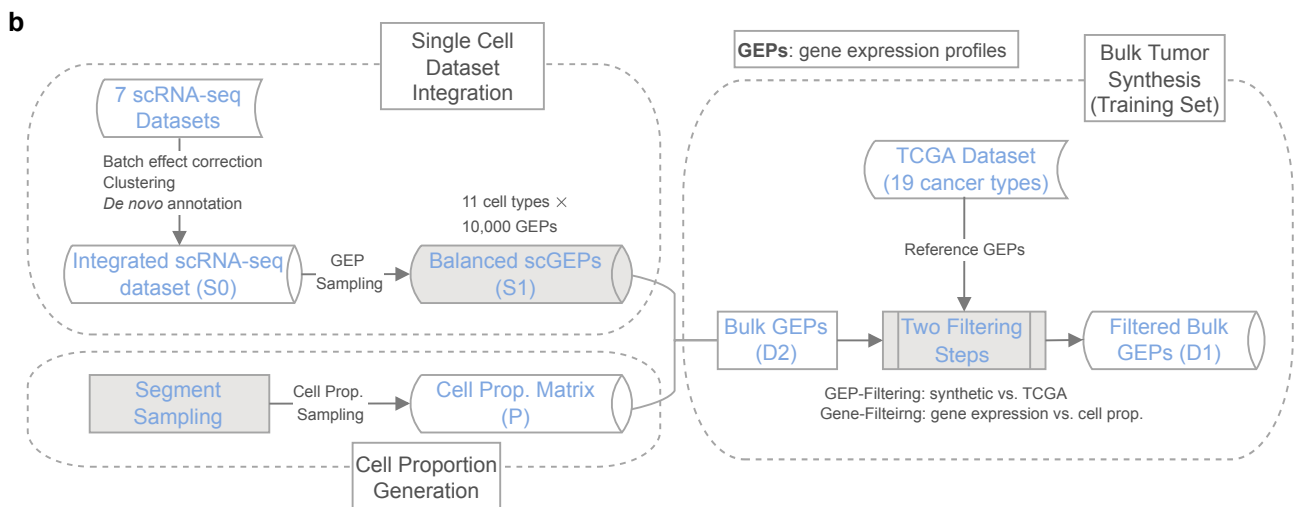 b
Single Cell
Dataset
Integration
7 scRNA-seq
Datasets
Batch effect correction
Clustering
De novo annotation
11 cell types ×
10,000 GEPs
Integrated scRNA-seq
dataset (S0)
GEP
Sampling
Balanced scGEPs
(S1)
Segment
Sampling
Cell Prop.
Sampling
Cell Prop. Matrix
(P)
Cell Proportion
Generation
GEPs: gene expression profiles
Bulk Tumor
Synthesis
(Training Set)
TCGA Dataset
(19 cancer types)
Reference GEPs
Bulk GEPs
(D2)
Two Filtering
Steps
Filtered Bulk
GEPs (D1)
GEP-Filtering: synthetic vs. TCGA
Gene-Filteirng: gene expression vs. cell prop.